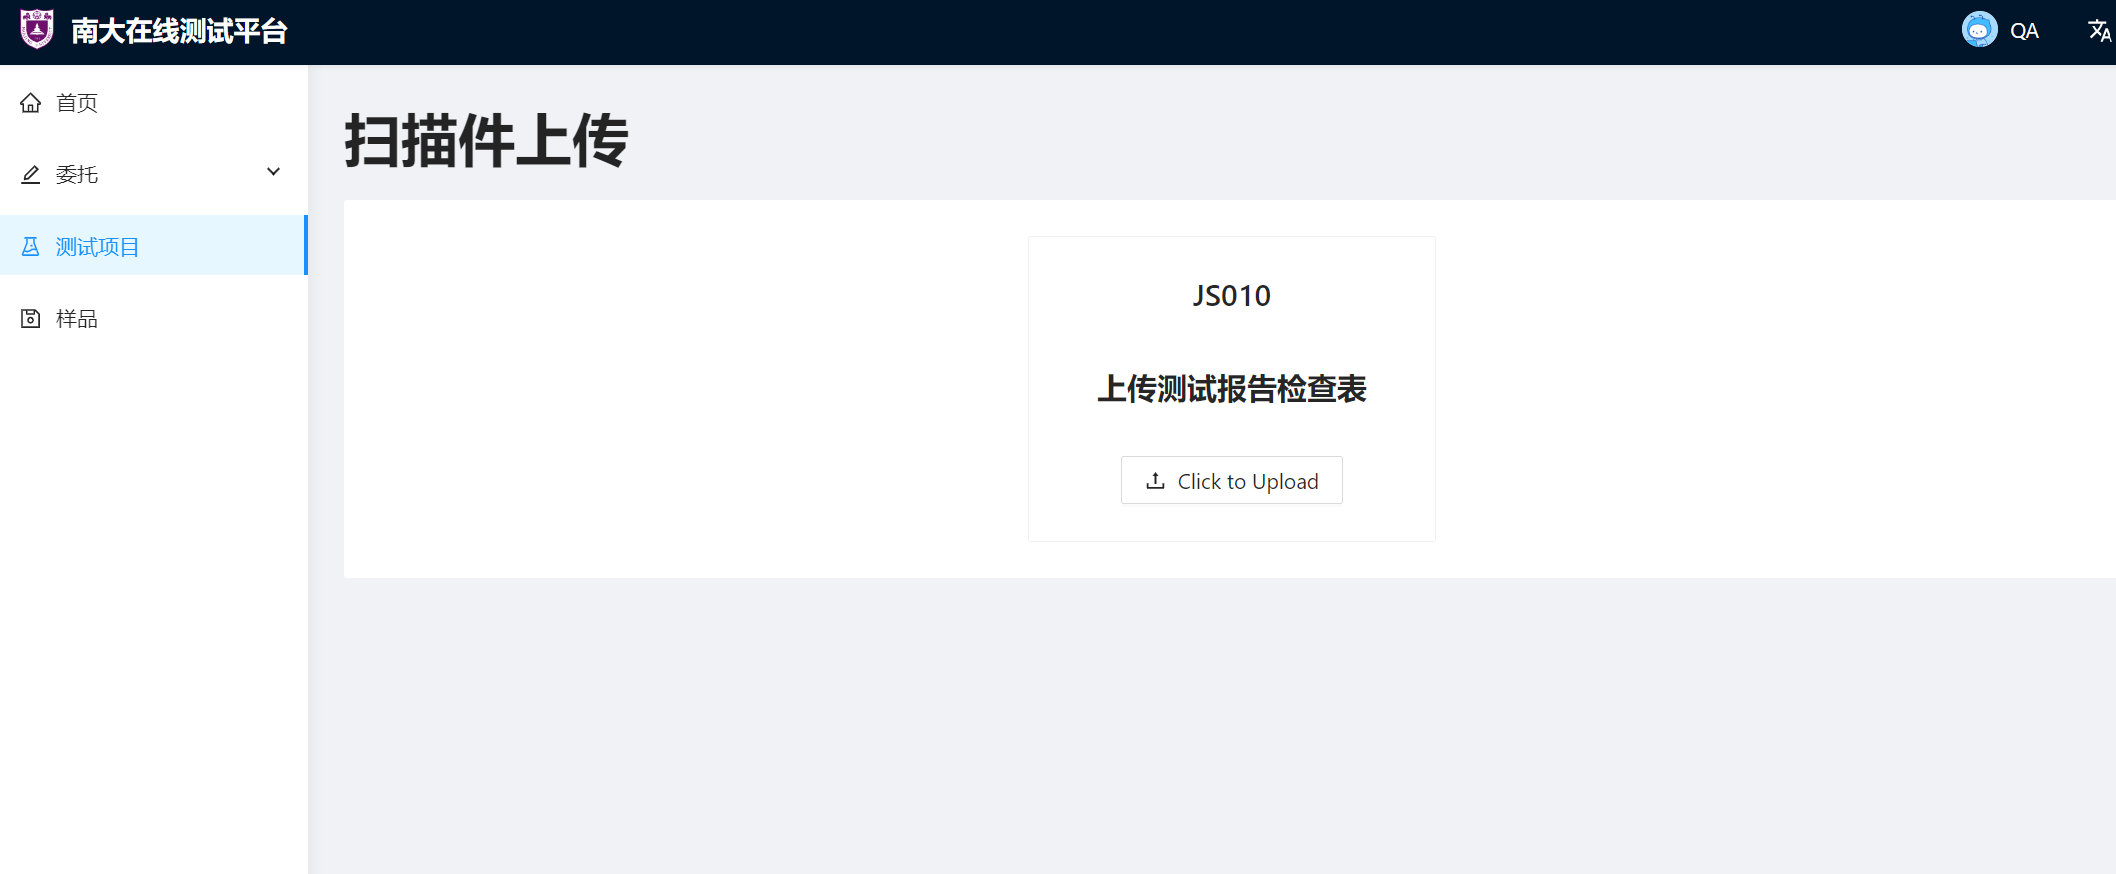 南大在线测试平台
QA
首页
委托
测试项目
样品
扫描件上传
JS010
上传测试报告检查表
Click to Upload